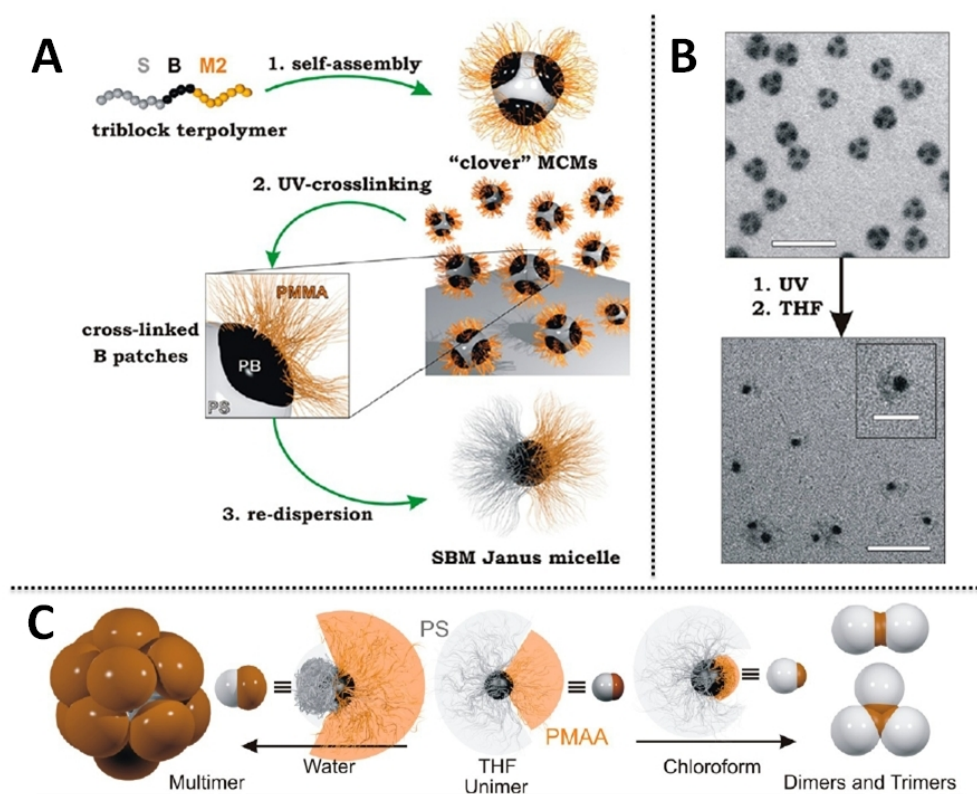 A
S B M2
1. self-assembly
triblock terpolymer
"clover" MCMs
2. UV-crosslinking
PMMA
cross-linked
B patches
PB
PS
3. re-dispersion
SBM Janus micelle
B
1. UV
2. THF
C
PS
PMAA
Multimer
Water
THF
Unimer
Chloroform
Dimers and Trimers